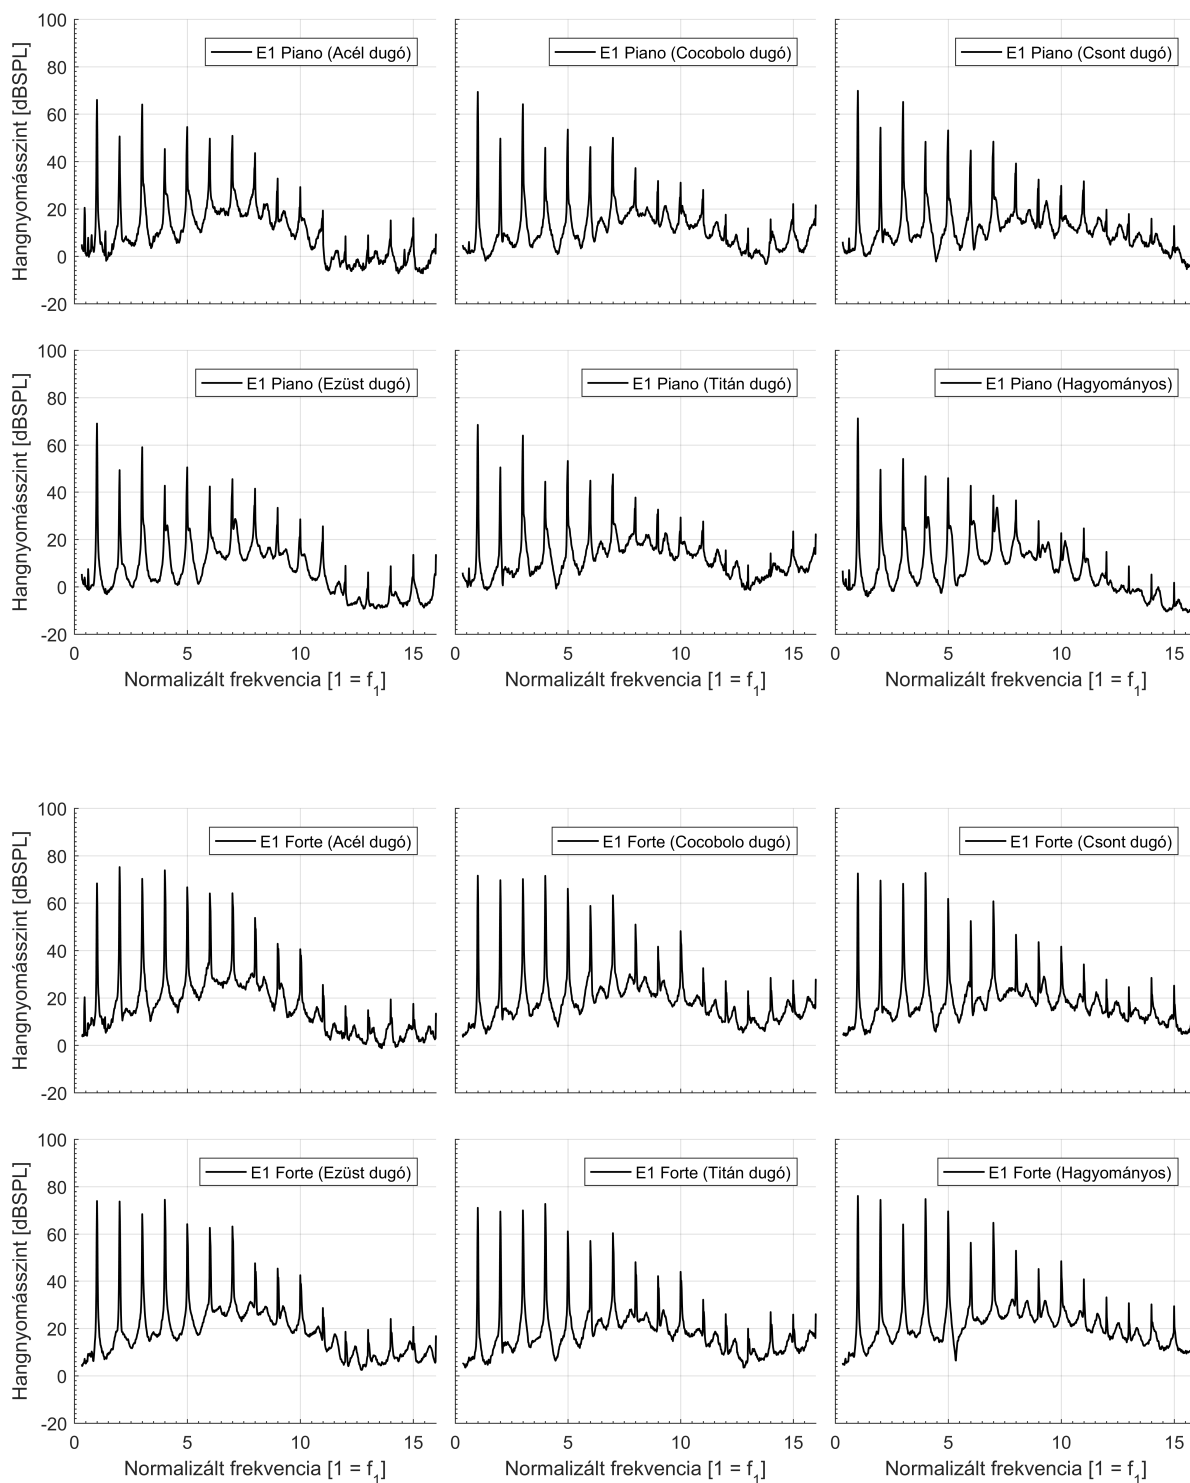 Hangnyomásszint [dBSPL]
100
80
60
40
20
0
-20
E1 Piano (Acél dugó)
E1 Piano (Cocobolo dugó)
E1 Piano (Csont dugó)
Hangnyomásszint [dBSPL]
100
80
60
40
20
0
-20
E1 Piano (Ezüst dugó)
E1 Piano (Titán dugó)
E1 Piano (Hagyományos)
0 5 10 15 0 5 10 15 0 5 10 15
Normalizált frekvencia [1 = f1] Normalizált frekvencia [1 = f1] Normalizált frekvencia [1 = f1]
Hangnyomásszint [dBSPL]
100
80
60
40
20
0
-20
E1 Forte (Acél dugó)
E1 Forte (Cocobolo dugó)
E1 Forte (Csont dugó)
Hangnyomásszint [dBSPL]
100
80
60
40
20
0
-20
E1 Forte (Ezüst dugó)
E1 Forte (Titán dugó)
E1 Forte (Hagyományos)
0 5 10 15 0 5 10 15 0 5 10 15
Normalizált frekvencia [1 = f1] Normalizált frekvencia [1 = f1] Normalizált frekvencia [1 = f1]